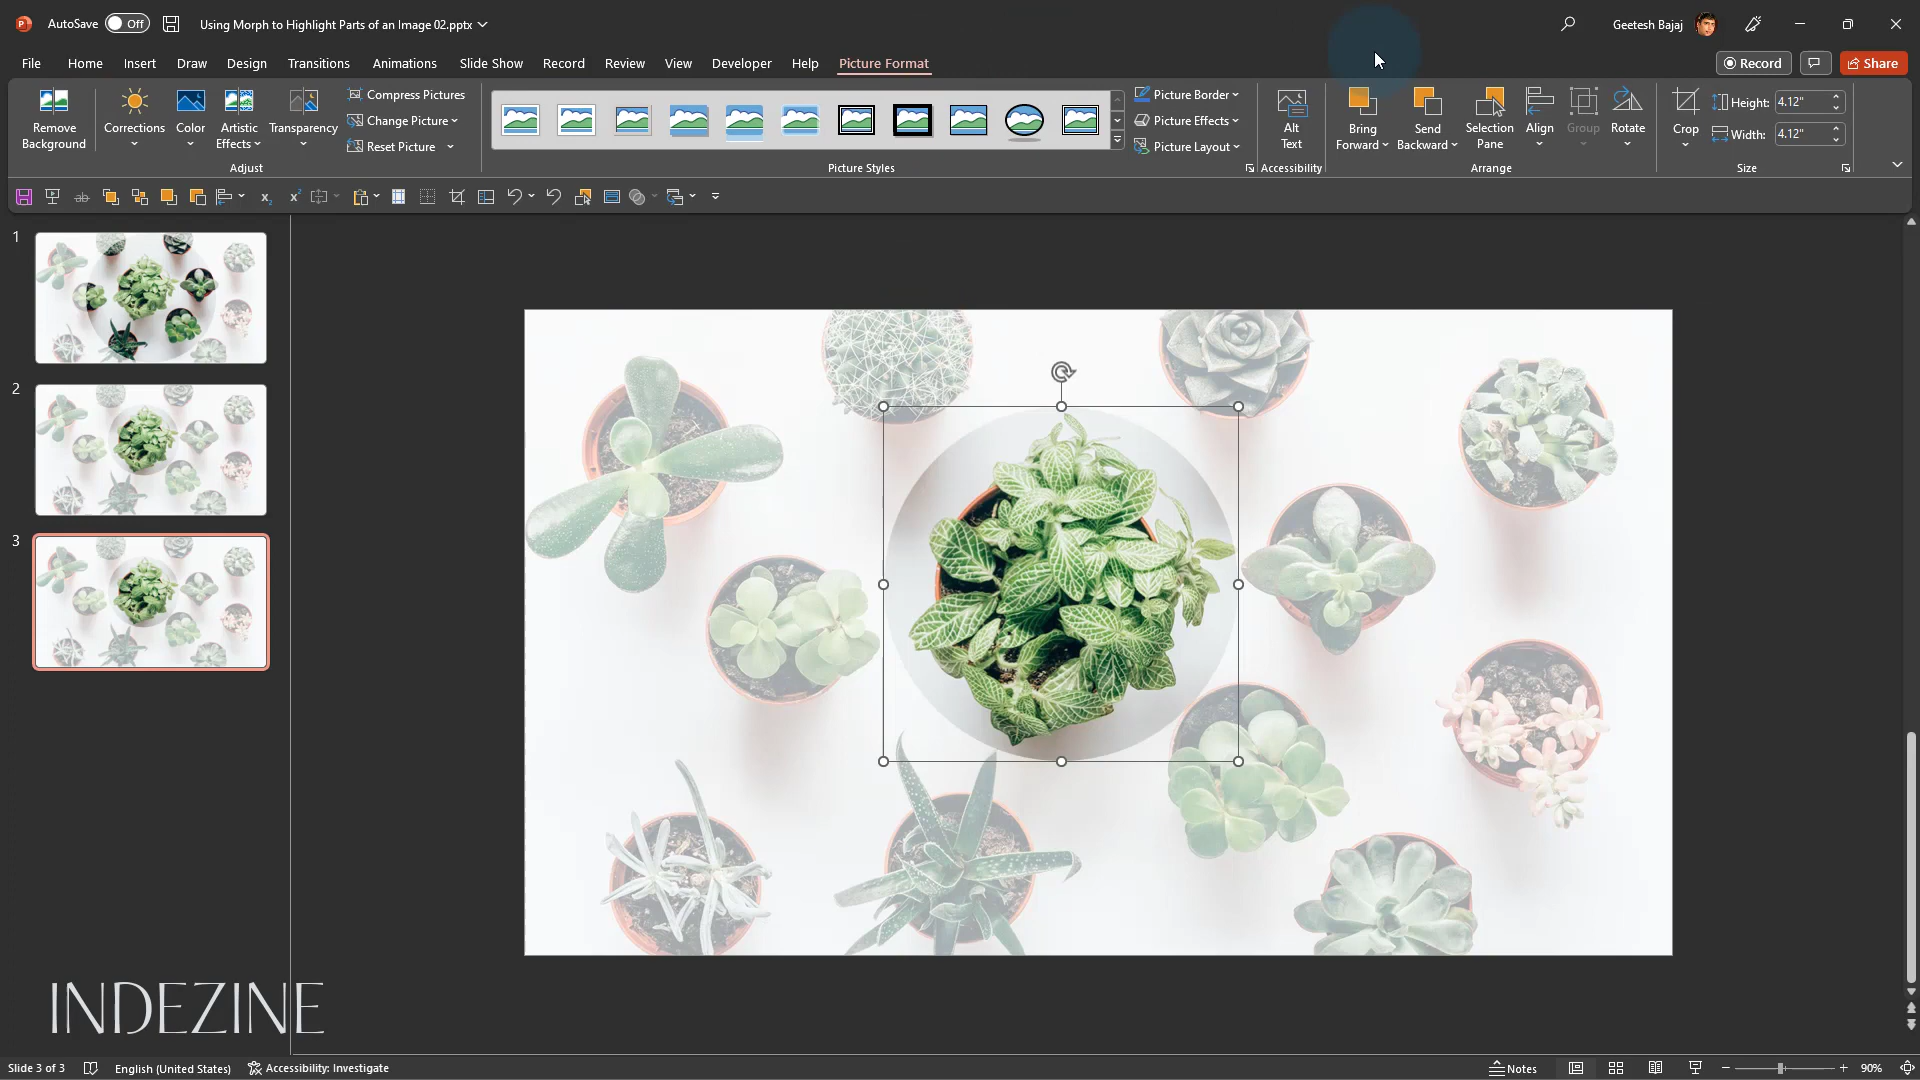 AutoSave Off Using Morph to Highlight Parts of an Image 02.pptx Geetesh Bajaj
File Home Insert Draw Design Transitions Animations Slide Show Record Review View Developer Help Picture Format Record Share
Remove Background
Corrections
Color
Artistic Effects
Transparency
Compress Pictures
Change Picture
Reset Picture
Adjust
Picture Styles
Picture Border
Picture Effects
Picture Layout
Alt Text
Accessibility
Bring Forward
Send Backward
Selection Pane
Align
Group
Rotate
Arrange
Crop
Height: 4.12"
Width: 4.12"
Size
1
2
3
INDEZINE
Slide 3 of 3 English (United States) Accessibility: Investigate Notes 90%